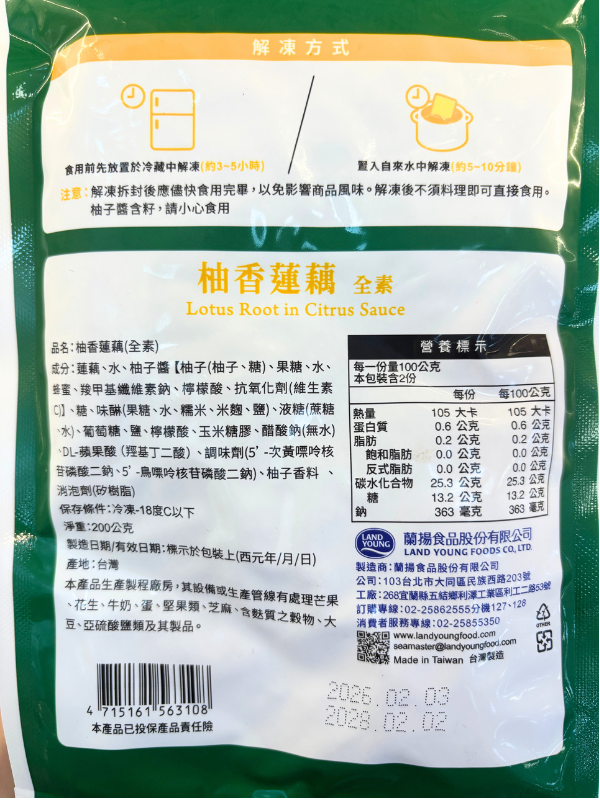 解凍方式
食用前先放置於冷藏中解凍(約3~5小時)
置入自來水中解凍(約5~10分鐘)
注意:解凍拆封後應儘快食用完畢,以免影響商品風味。解凍後不須料理即可直接食用。
柚子醬含籽,請小心食用
柚香蓮藕 全素
Lotus Root in Citrus Sauce
品名:柚香蓮藕(全素)
成分:蓮藕、水、柚子醬【柚子(柚子、糖)、果糖、水、
蜂蜜、羧甲基纖維素鈉、檸檬酸、抗氧化劑(維生素
C)】、糖、味醂(果糖、水、糯米、米麴、鹽)、液糖(蔗糖
、水)、葡萄糖、鹽、檸檬酸、玉米糖膠、醋酸鈉(無水)
、DL-蘋果酸(羥基丁二酸)、調味劑(5'-次黃嘌呤核
苷磷酸二鈉、5'-鳥嘌呤核苷磷酸二鈉)、柚子香料、
消泡劑(矽樹脂)
保存條件:冷凍-18度C以下
淨重:200公克
製造日期/有效日期:標示於包裝上(西元年/月/日)
產地:台灣
本產品生產製程廠房,其設備或生產管線有處理芒果
、花生、牛奶、蛋、堅果類、芝麻、含麩質之穀物、大
豆、亞硫酸鹽類及其製品。
4 715161 563108
本產品已投保產品責任險
營養標示
每一份量100公克
本包裝含2份
每份 每100公克
熱量 105 大卡 105 大卡
蛋白質 0.6 公克 0.6 公克
脂肪 0.2 公克 0.2 公克
飽和脂肪 0.0 公克 0.0 公克
反式脂肪 0.0 公克 0.0 公克
碳水化合物 25.3 公克 25.3 公克
糖 13.2 公克 13.2 公克
鈉 363 毫克 363 毫克
LAND YOUNG
蘭揚食品股份有限公司
LAND YOUNG FOODS CO., LTD.
製造商:蘭揚食品股份有限公司
公司:103台北市大同區民族西路203號
工廠:268宜蘭縣五結鄉利澤工業區利工二路53號
訂購專線:02-25862555分機127、128
消費者服務專線:02-25855350
www.landyoungfood.com
seamaster@landyoungfood.com
Made in Taiwan 台灣製造
OTHER
2026.02.03
2028.02.02